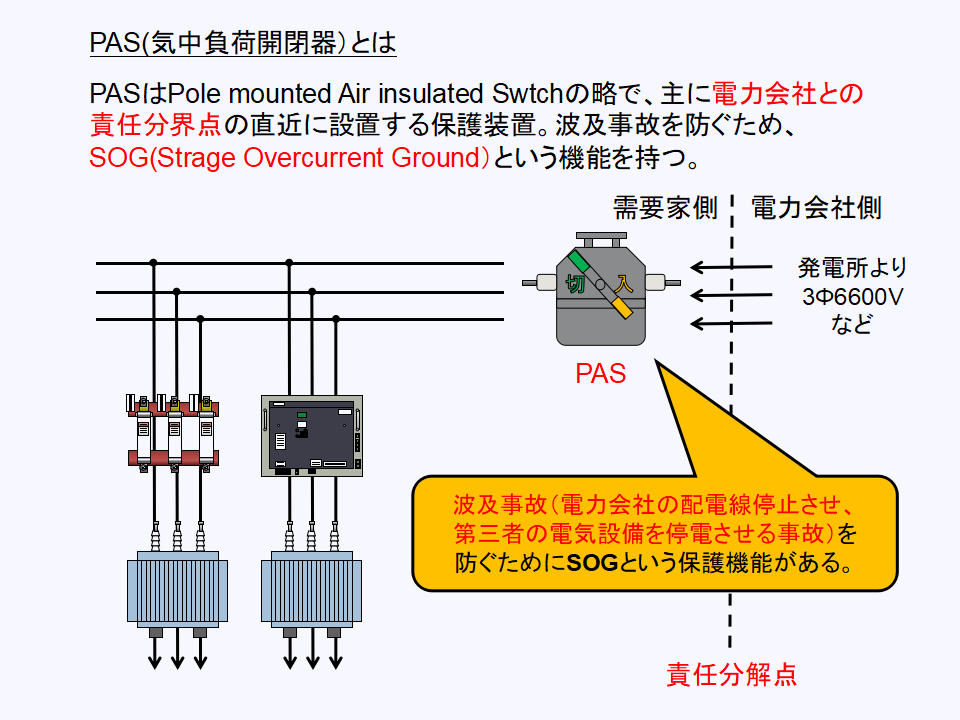 PAS(気中負荷開閉器)とは
PASはPole mounted Air insulated Swtchの略で、主に電力会社との
責任分界点の直近に設置する保護装置。波及事故を防ぐため、
SOG(Strage Overcurrent Ground)という機能を持つ。
需要家側
電力会社側
切 入
発電所より
3Φ6600V
など
PAS
波及事故(電力会社の配電線停止させ、
第三者の電気設備を停電させる事故)を
防ぐためにSOGという保護機能がある。
責任分解点